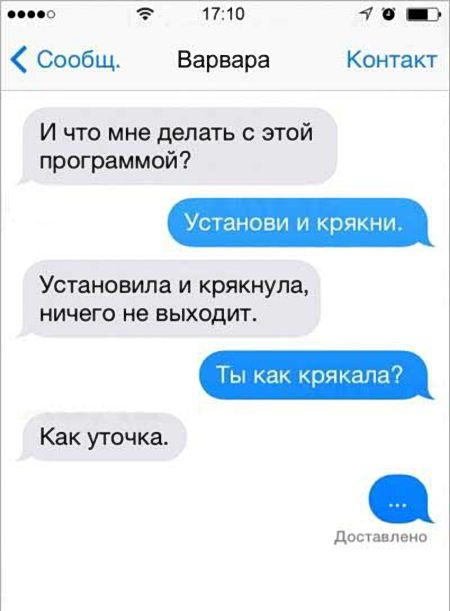 17:10
Сообщ. Варвара Контакт
И что мне делать с этой
программой?
Установи и крякни.
Установила и крякнула,
ничего не выходит.
Ты как крякала?
Как уточка.
...
Доставлено